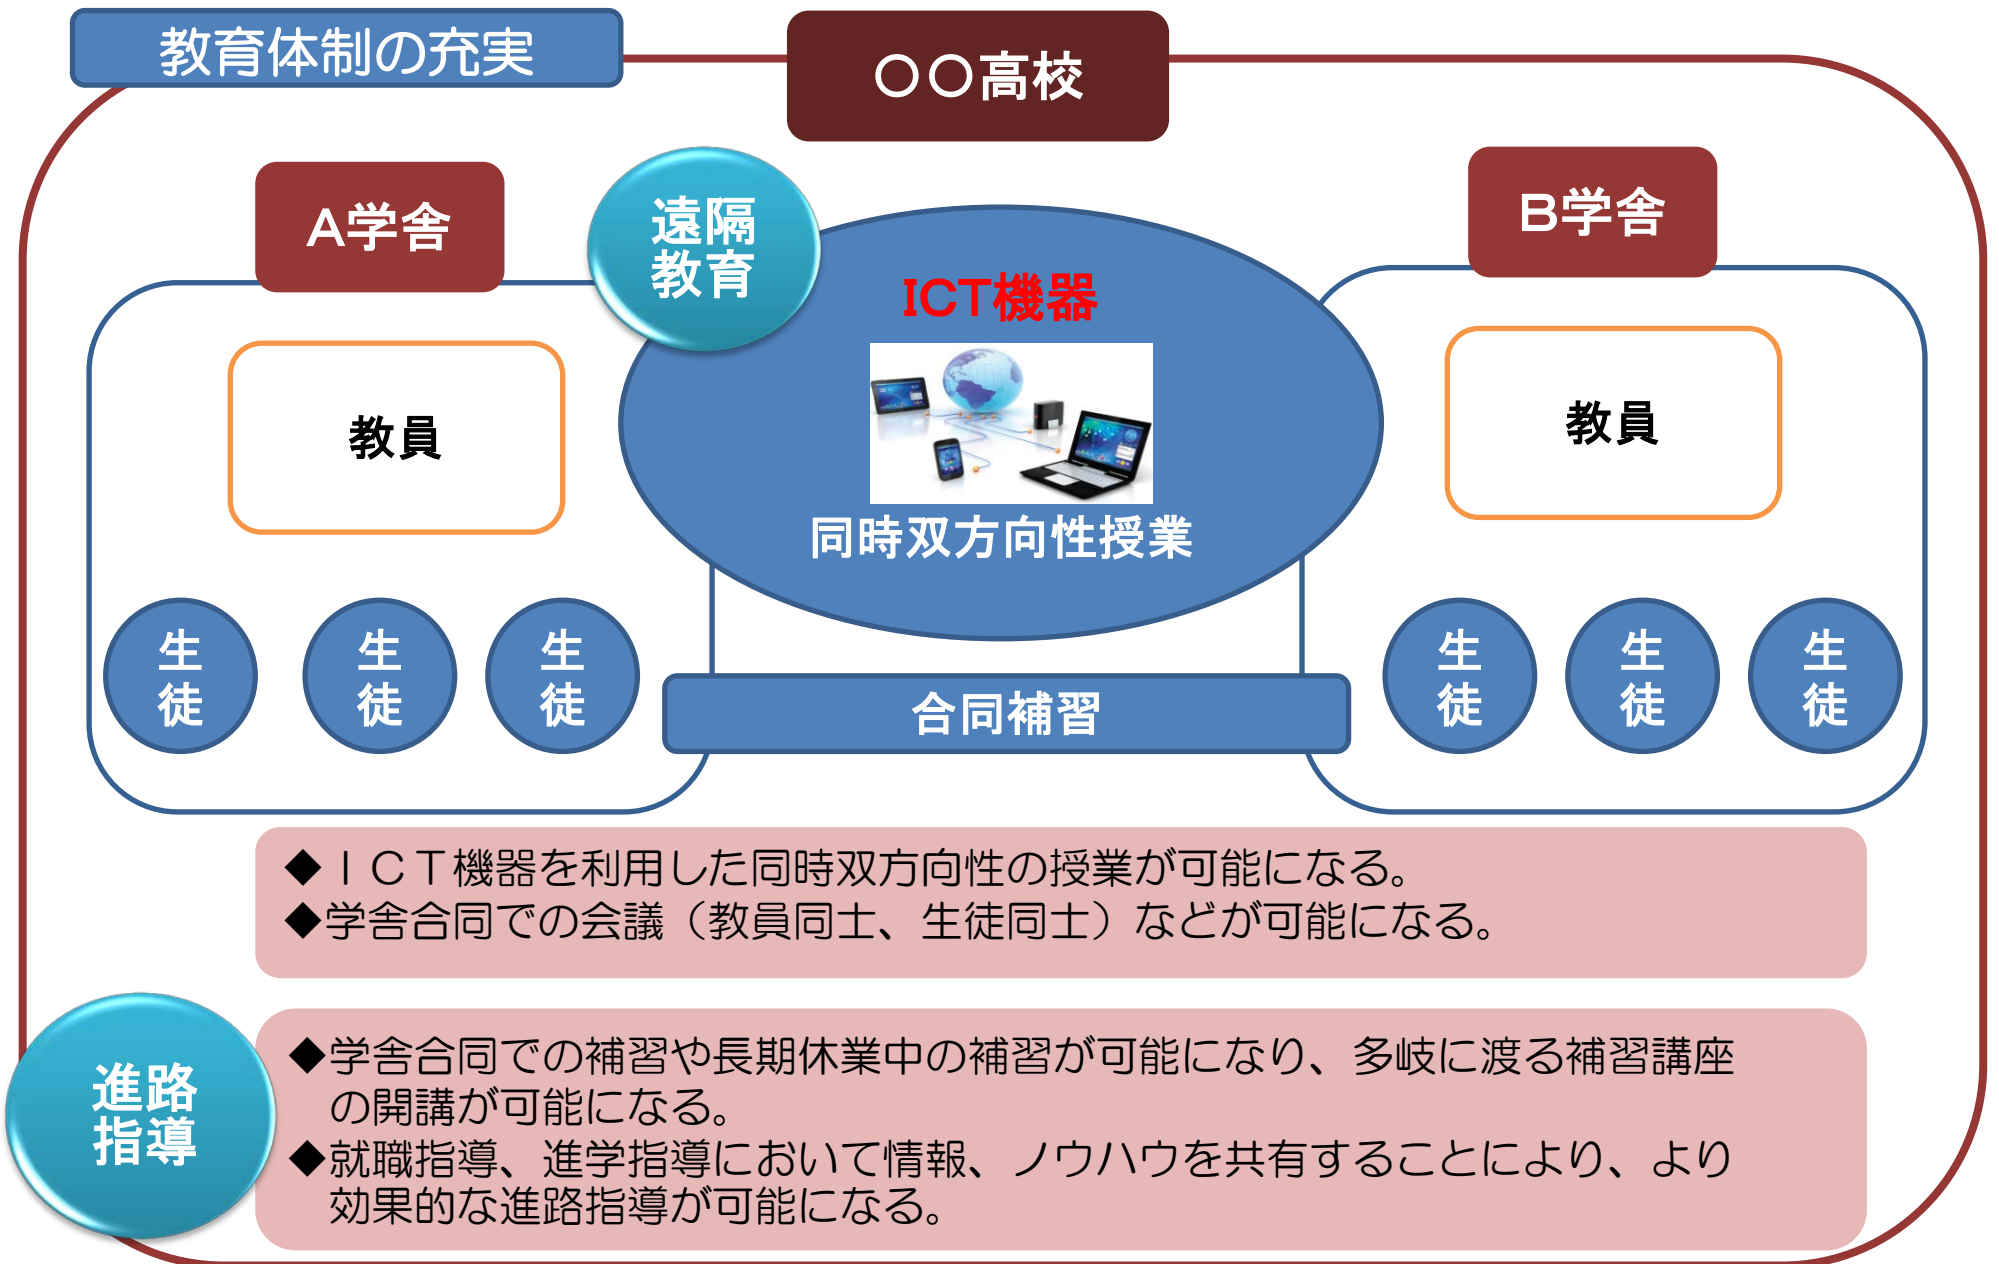 教育体制の充実
〇〇高校
A学舎
B学舎
遠隔
教育
ICT機器
教員
教員
同時双方向性授業
生
徒
生
徒
生
徒
生
徒
生
徒
生
徒
合同補習
◆ＩＣＴ機器を利用した同時双方向性の授業が可能になる。
◆学舎合同での会議（教員同士、生徒同士）などが可能になる。
進路
指導
◆学舎合同での補習や長期休業中の補習が可能になり、多岐に渡る補習講座
の開講が可能になる。
◆就職指導、進学指導において情報、ノウハウを共有することにより、より
効果的な進路指導が可能になる。